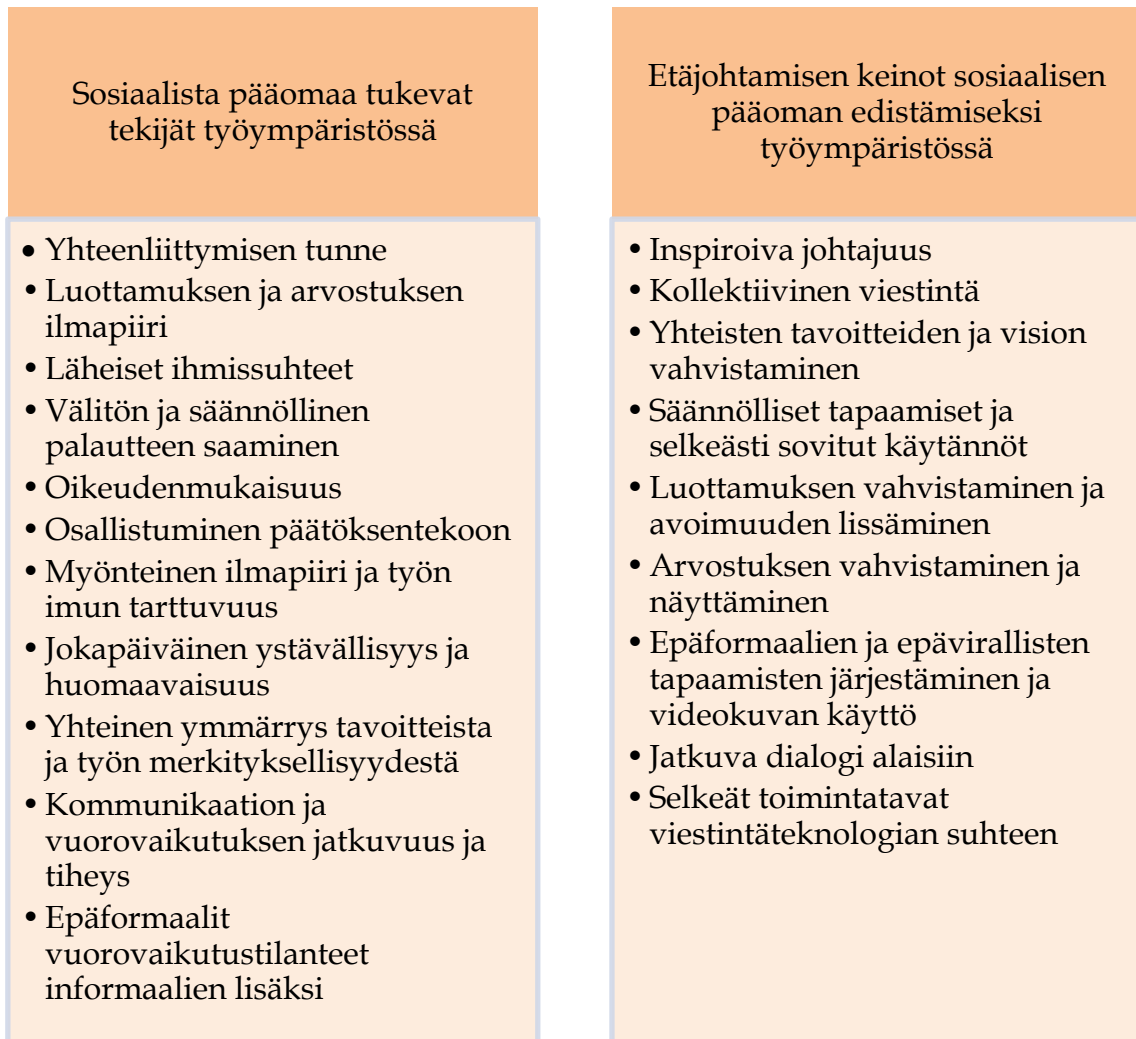 Sosiaalista pääomaa tukevat
tekijät työympäristössä
• Yhteenliittymisen tunne
• Luottamuksen ja arvostuksen
ilmapiiri
• Läheiset ihmissuhteet
• Välitön ja säännöllinen
palautteen saaminen
• Oikeudenmukaisuus
• Osallistuminen päätöksentekoon
• Myönteinen ilmapiiri ja työn
imun tarttuvuus
• Jokapäiväinen ystävällisyys ja
huomaavaisuus
• Yhteinen ymmärrys tavoitteista
ja työn merkityksellisyydestä
• Kommunikaation ja
vuorovaikutuksen jatkuvuus ja
tiheys
• Epäformaalit
vuorovaikutustilanteet
informaalien lisäksi
Etäjohtamisen keinot sosiaalisen
pääoman edistämiseksi
työympäristössä
• Inspiroiva johtajuus
• Kollektiivinen viestintä
• Yhteisten tavoitteiden ja vision
vahvistaminen
• Säännölliset tapaamiset ja
selkeästi sovitut käytännöt
• Luottamuksen vahvistaminen ja
avoimuuden lissäminen
• Arvostuksen vahvistaminen ja
näyttäminen
• Epäformaalien ja epävirallisten
tapaamisten järjestäminen ja
videokuvan käyttö
• Jatkuva dialogi alaisiin
• Selkeät toimintatavat
viestintäteknologian suhteen